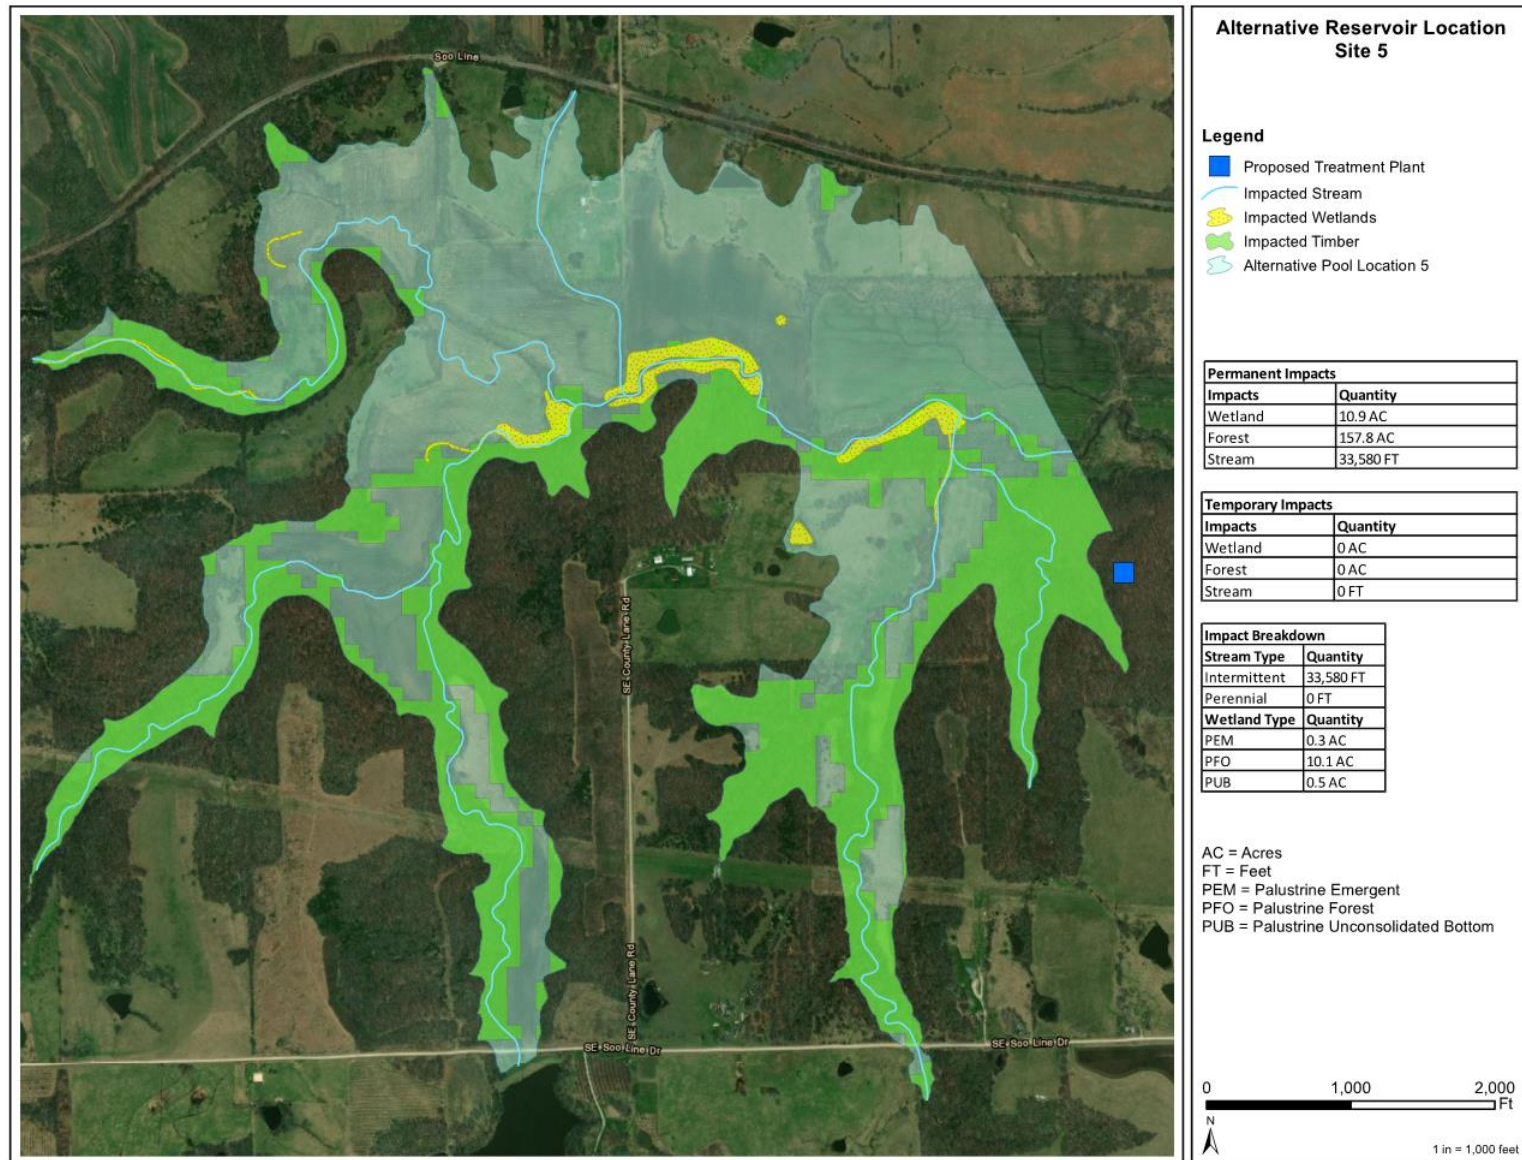 Soo Line
SE County Lane Rd
SE County Lane Rd
SE Soo Line Dr
SE Soo Line Dr
Alternative Reservoir Location
Site 5
Legend
Proposed Treatment Plant
Impacted Stream
Impacted Wetlands
Impacted Timber
Alternative Pool Location 5
Permanent Impacts
Impacts Quantity
Wetland 10.9 AC
Forest 157.8 AC
Stream 33,580 FT
Temporary Impacts
Impacts Quantity
Wetland 0 AC
Forest 0 AC
Stream 0 FT
Impact Breakdown
Stream Type Quantity
Intermittent 33,580 FT
Perennial 0 FT
Wetland Type Quantity
PEM 0.3 AC
PFO 10.1 AC
PUB 0.5 AC
AC = Acres
FT = Feet
PEM = Palustrine Emergent
PFO = Palustrine Forest
PUB = Palustrine Unconsolidated Bottom
0 1,000 2,000
Ft
N
1 in = 1,000 feet